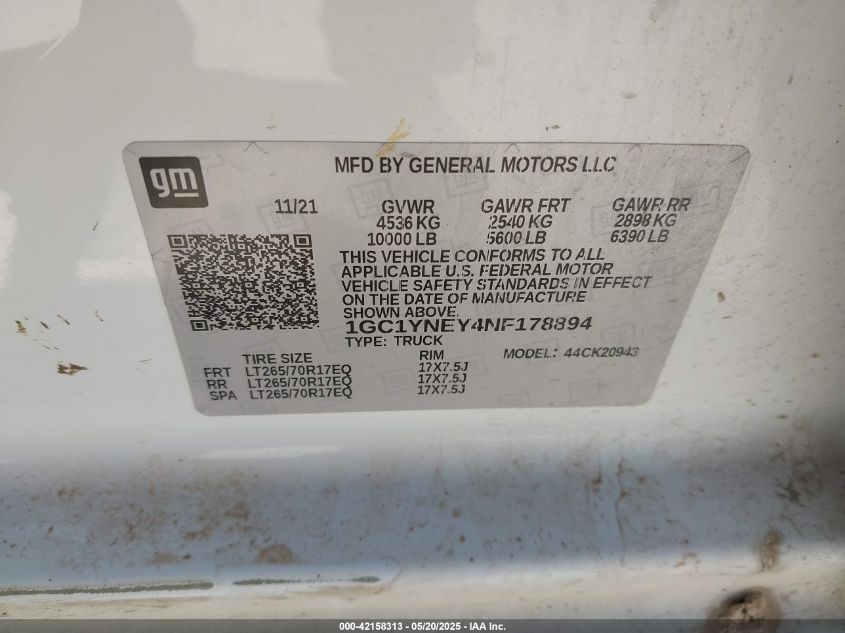 gm
MFD BY GENERAL MOTORS LLC
11/21 GVWR GAWR FRT GAWR RR
4536 KG 2540 KG 2898 KG
10000 LB 5600 LB 6390 LB
THIS VEHICLE CONFORMS TO ALL
APPLICABLE U.S. FEDERAL MOTOR
VEHICLE SAFETY STANDARDS IN EFFECT
ON THE DATE OF MANUFACTURE
SHOWN ABOVE.
1GC1YNEY4NF178894
TYPE: TRUCK
TIRE SIZE RIM MODEL: 44CK20943
FRT LT265/70R17EQ 17X7.5J
RR LT265/70R17EQ 17X7.5J
SPA LT265/70R17EQ 17X7.5J
000-42158313 - 05/20/2025 - IAA Inc.